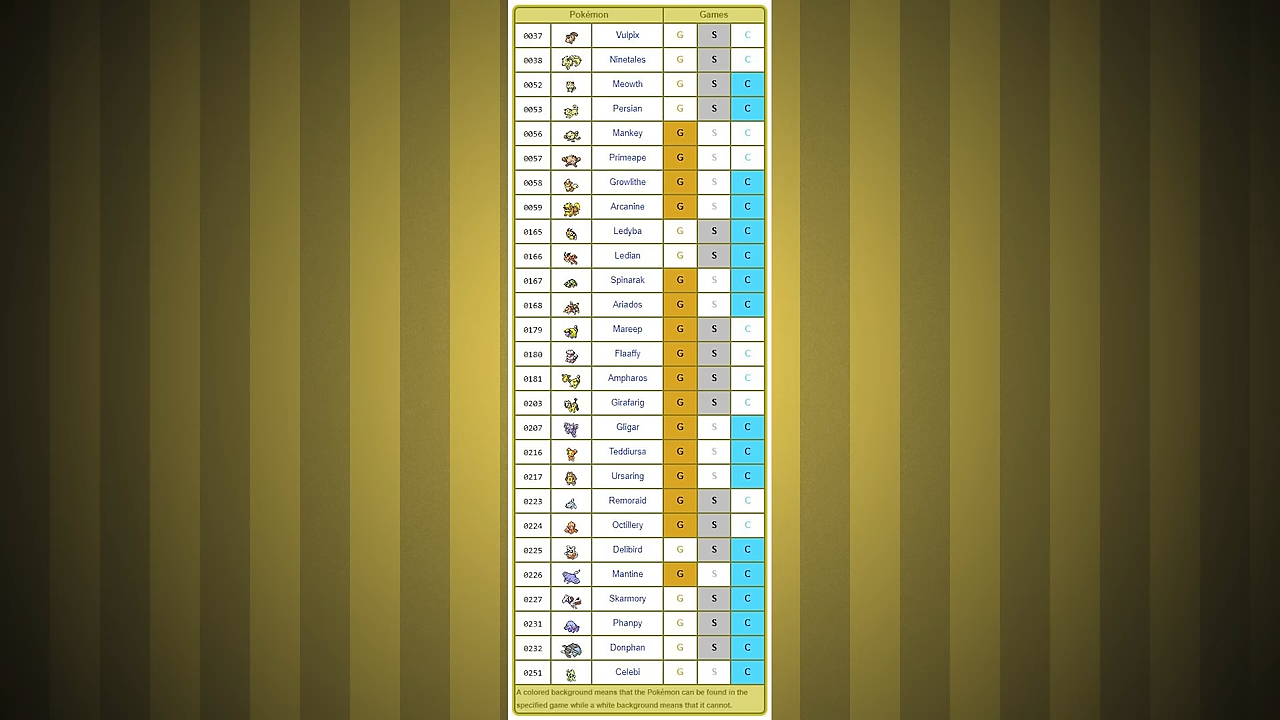 Pokémon Games
0037 Vulpix G S C
0038 Ninetales G S C
0052 Meowth G S C
0053 Persian G S C
0056 Mankey G S C
0057 Primeape G S C
0058 Growlithe G S C
0059 Arcanine G S C
0165 Ledyba G S C
0166 Ledian G S C
0167 Spinarak G S C
0168 Ariados G S C
0179 Mareep G S C
0180 Flaaffy G S C
0181 Ampharos G S C
0203 Girafarig G S C
0207 Gligar G S C
0216 Teddiursa G S C
0217 Ursaring G S C
0223 Remoraid G S C
0224 Octillery G S C
0225 Delibird G S C
0226 Mantine G S C
0227 Skarmory G S C
0231 Phanpy G S C
0232 Donphan G S C
0251 Celebi G S C
A colored background means that the Pokémon can be found in the
specified game while a white background means that it cannot.